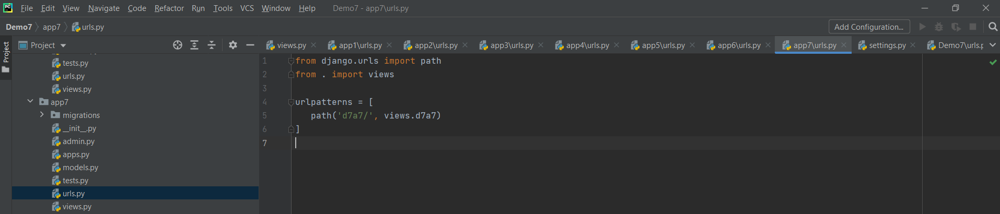 PC File Edit View Navigate Code Refactor Run Tools VCS Window Help Demo7 - app7\urls.py
Demo7 app7 urls.py Add Configuration...
Project
Project
views.py app1\urls.py app2\urls.py app3\urls.py app4\urls.py app5\urls.py app6\urls.py app7\urls.py settings.py Demo7\urls.p
tests.py
urls.py
views.py
app7
migrations
__init__.py
admin.py
apps.py
models.py
tests.py
urls.py
views.py
1 from django.urls import path
2 from . import views
3
4 urlpatterns = [
5 path('d7a7/', views.d7a7)
6 ]
7